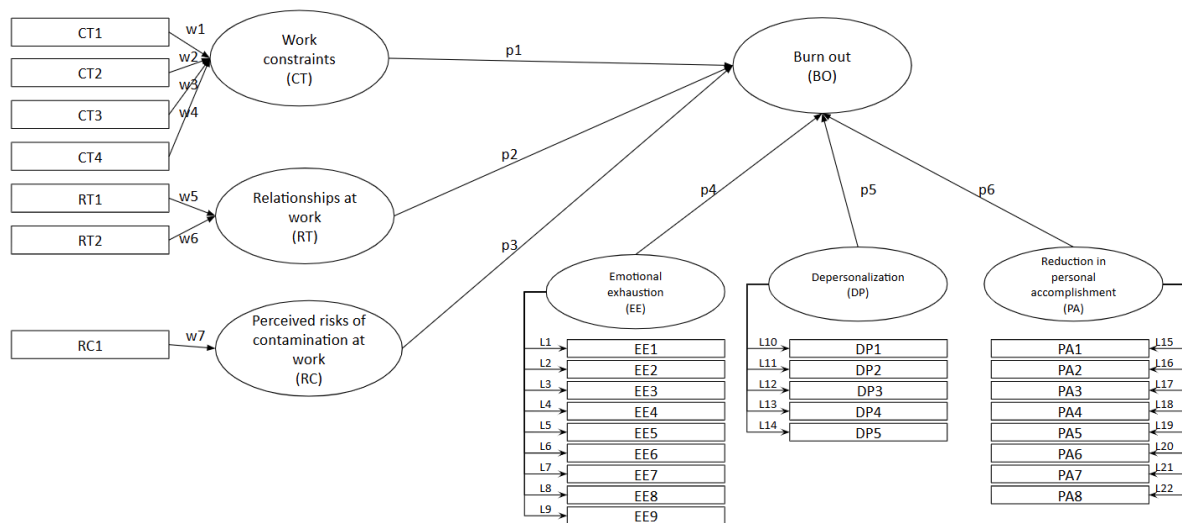 CT1
CT2
CT3
CT4
RT1
RT2
RC1
w1
w2
w3
w4
w5
w6
w7
Work
constraints
(CT)
Relationships at
work
(RT)
Perceived risks of
contamination at
work
(RC)
p1
p2
p3
Burn out
(BO)
p4
p5
p6
Emotional
exhaustion
(EE)
L1
EE1
L2
EE2
L3
EE3
L4
EE4
L5
EE5
L6
EE6
L7
EE7
L8
EE8
L9
EE9
Depersonalization
(DP)
L10
DP1
L11
DP2
L12
DP3
L13
DP4
L14
DP5
Reduction in
personal
accomplishment
(PA)
PA1
L15
PA2
L16
PA3
L17
PA4
L18
PA5
L19
PA6
L20
PA7
L21
PA8
L22